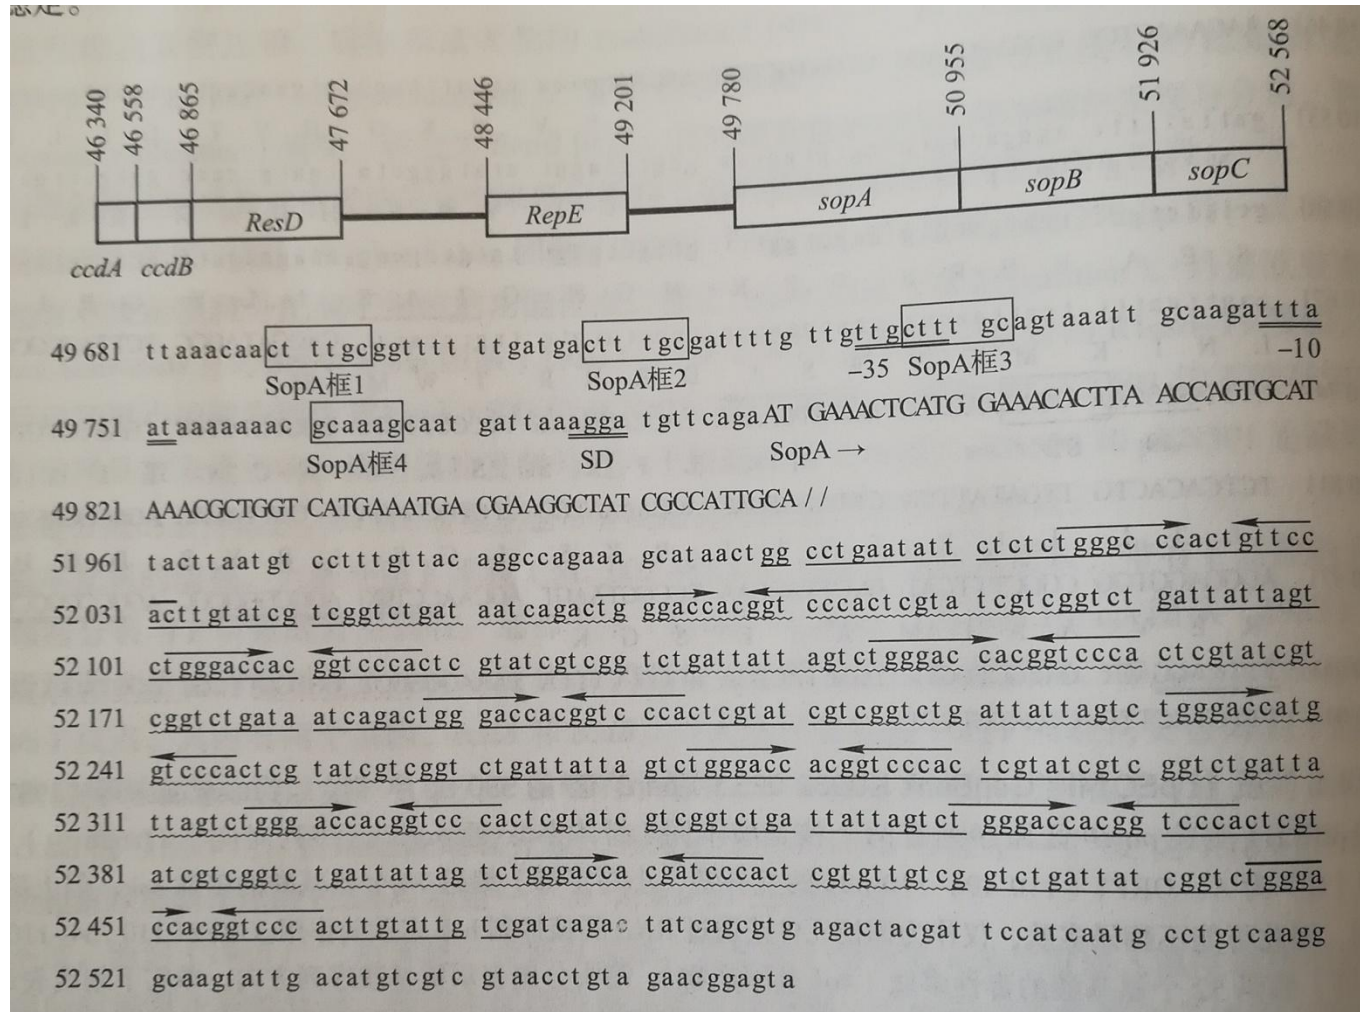 46 340 46 558 46 865 47 672 48 446 49 201 49 780 50 955 51 926 52 568
ResD RepE sopA sopB sopC
ccdA ccdB
49 681 ttaaacaact tttgcggttttt ttgatgacttt tgcgattttg ttgttgcttt gcagtaaatt gcaagattta
SopA框1 SopA框2 -35 SopA框3 -10
49 751 ataaaaaaac gcaaagcaat gattaaagga tgttcagaAT GAAACTCATG GAAACACTTA ACCAGTGCAT
SopA框4 SD SopA →
49 821 AAACGCTGGT CATGAAATGA CGAAGGCTAT CGCCATTGCA//
51 961 tacttaatgt cctttgttac aggccagaaa gcataactgg cctgaatatt ctctctgggc ccactgttcc
52 031 acttgtatcg tcggtctgat aatcagactg ggaccacggt cccactcgta tcgtcggtct gattattagt
52 101 ctgggaccac ggtcccactc gtatcgtcgg tctgattatt agtctgggac cacggtccca ctcgtatcgt
52 171 cggtctgata atcagactgg gaccacggtc ccactcgtat cgtcggtctg attattagtc tgggaccatg
52 241 gtcccactcg tatcgtcggt ctgattatta gtctgggacc acggtcccac tcgtatcgtc ggtctgatta
52 311 ttagtctggg accacggtcc cactcgtatc gtcggtctga ttattagtct gggaccacgg tcccactcgt
52 381 atcgtcggtc tgattattag tctgggacca cgatcccact cgtgttgtcg gtctgattat cggtctggga
52 451 ccacggtccc acttgtattg tcgatcagac tatcagcgtg agactacgat tccatcaatg cctgtcaagg
52 521 gcaagtattg acatgtcgtc gtaacctgta gaacggagta